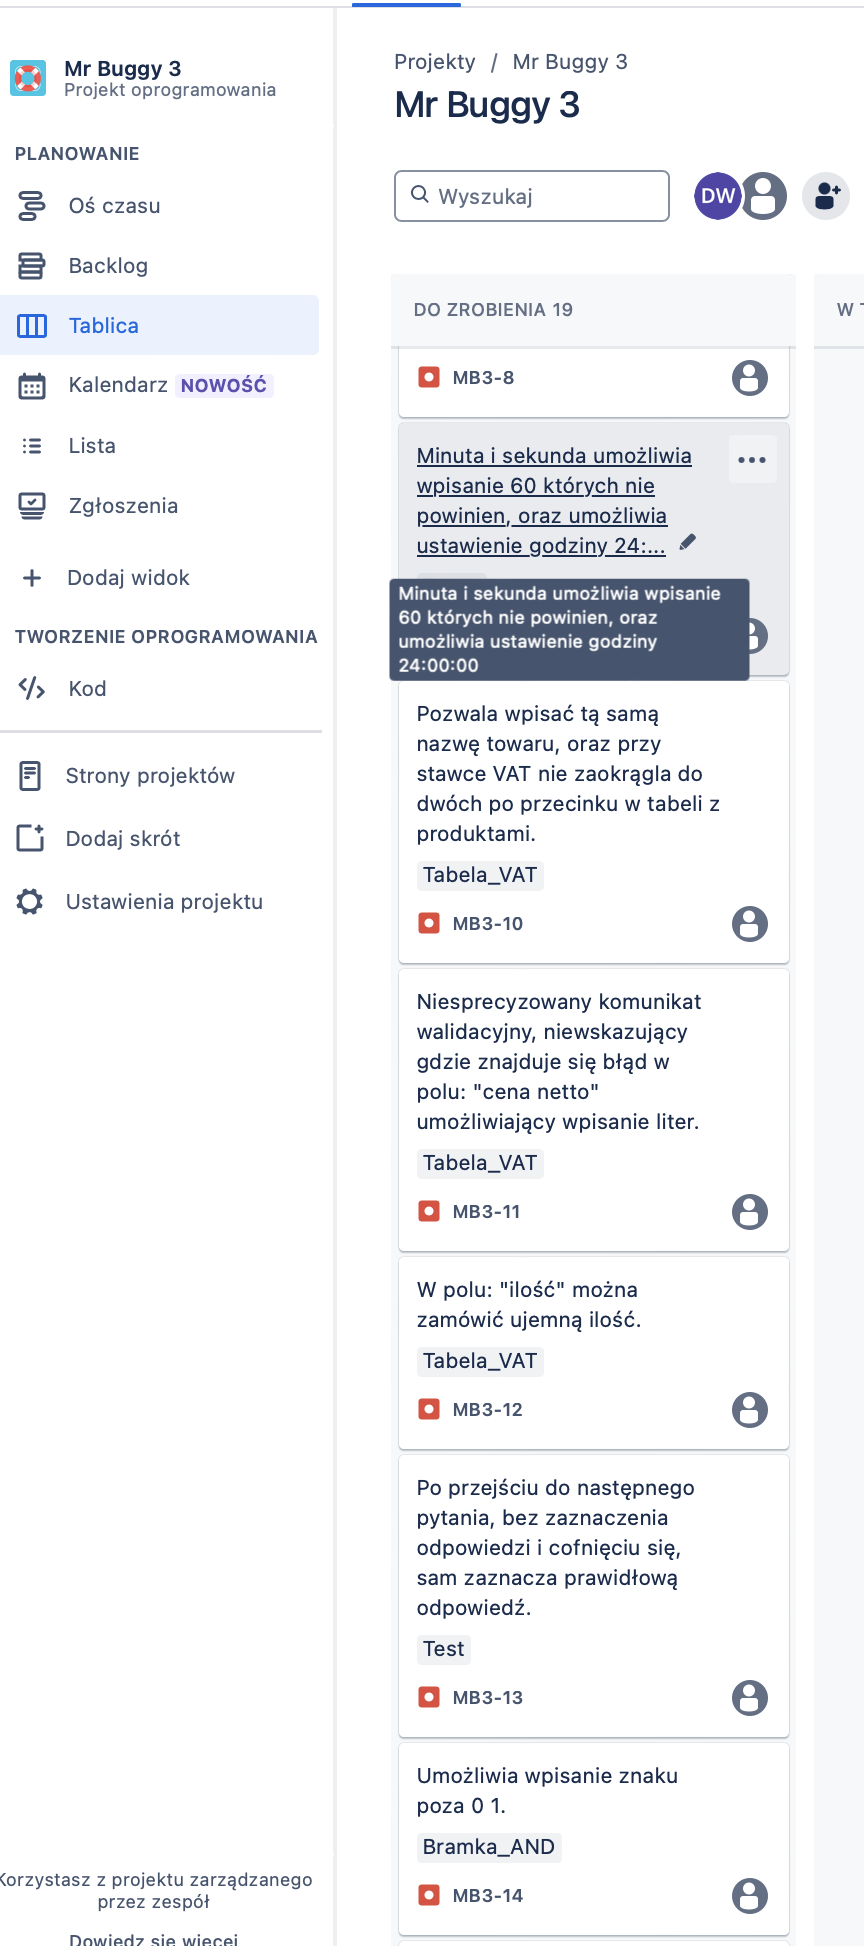 Mr Buggy 3
Projekt oprogramowania
PLANOWANIE
Oś czasu
Backlog
Tablica
Kalendarz NOWOŚĆ
Lista
Zgłoszenia
Dodaj widok
TWORZENIE OPROGRAMOWANIA
Kod
Strony projektów
Dodaj skrót
Ustawienia projektu
Korzystasz z projektu zarządzanego
przez zespół
Dowiedz się więcej
Projekty / Mr Buggy 3
Mr Buggy 3
Wyszukaj
DW
DO ZROBIENIA 19
W T
MB3-8
Minuta i sekunda umożliwia
wpisanie 60 których nie
powinien, oraz umożliwia
ustawienie godziny 24:...
Minuta i sekunda umożliwia wpisanie
60 których nie powinien, oraz
umożliwia ustawienie godziny
24:00:00
Pozwala wpisać tą samą
nazwę towaru, oraz przy
stawce VAT nie zaokrągla do
dwóch po przecinku w tabeli z
produktami.
Tabela_VAT
MB3-10
Niesprecyzowany komunikat
walidacyjny, niewskazujący
gdzie znajduje się błąd w
polu: "cena netto"
umożliwiający wpisanie liter.
Tabela_VAT
MB3-11
W polu: "ilość" można
zamówić ujemną ilość.
Tabela_VAT
MB3-12
Po przejściu do następnego
pytania, bez zaznaczenia
odpowiedzi i cofnięciu się,
sam zaznacza prawidłową
odpowiedź.
Test
MB3-13
Umożliwia wpisanie znaku
poza 0 1.
Bramka_AND
MB3-14